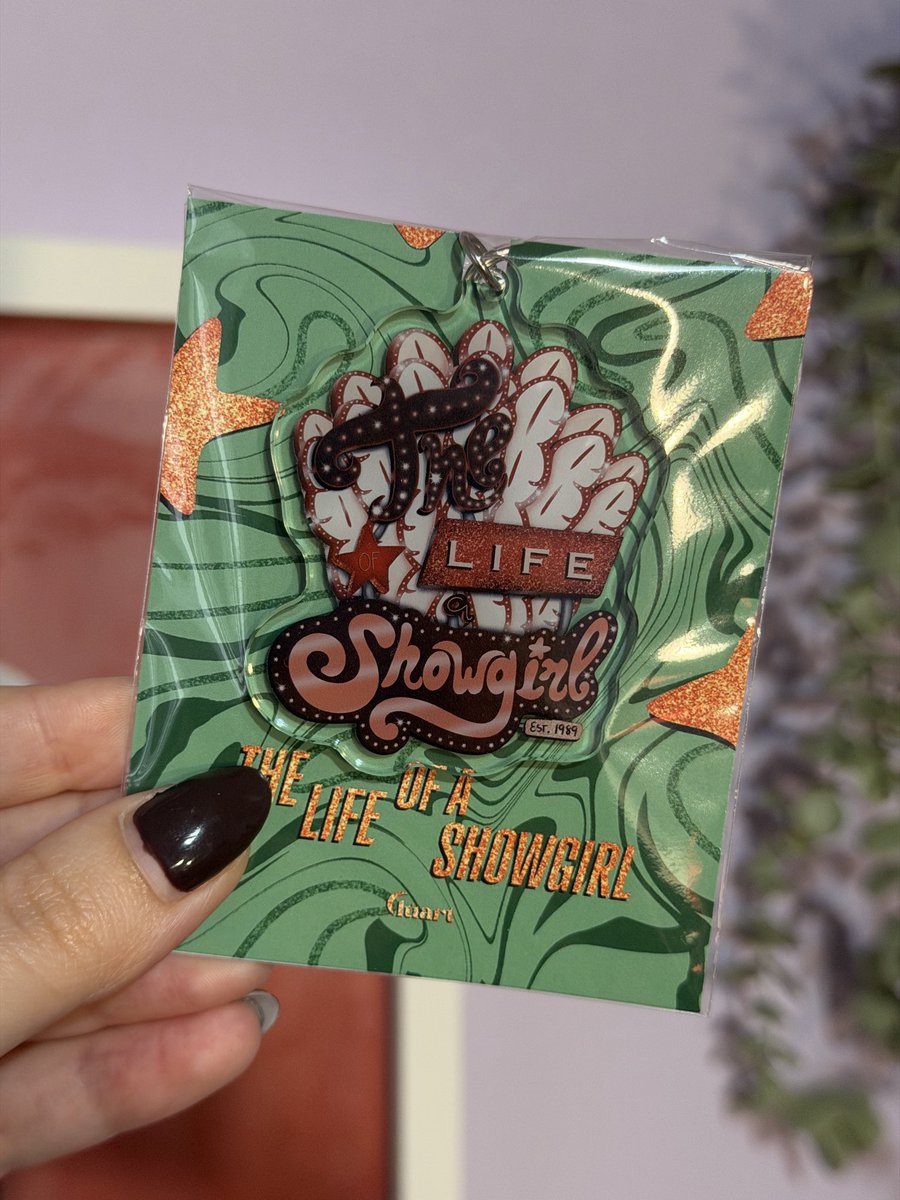 The
OF LIFE
a
Showgirl
EST. 1989
THE
LIFE
OF A
SHOWGIRL